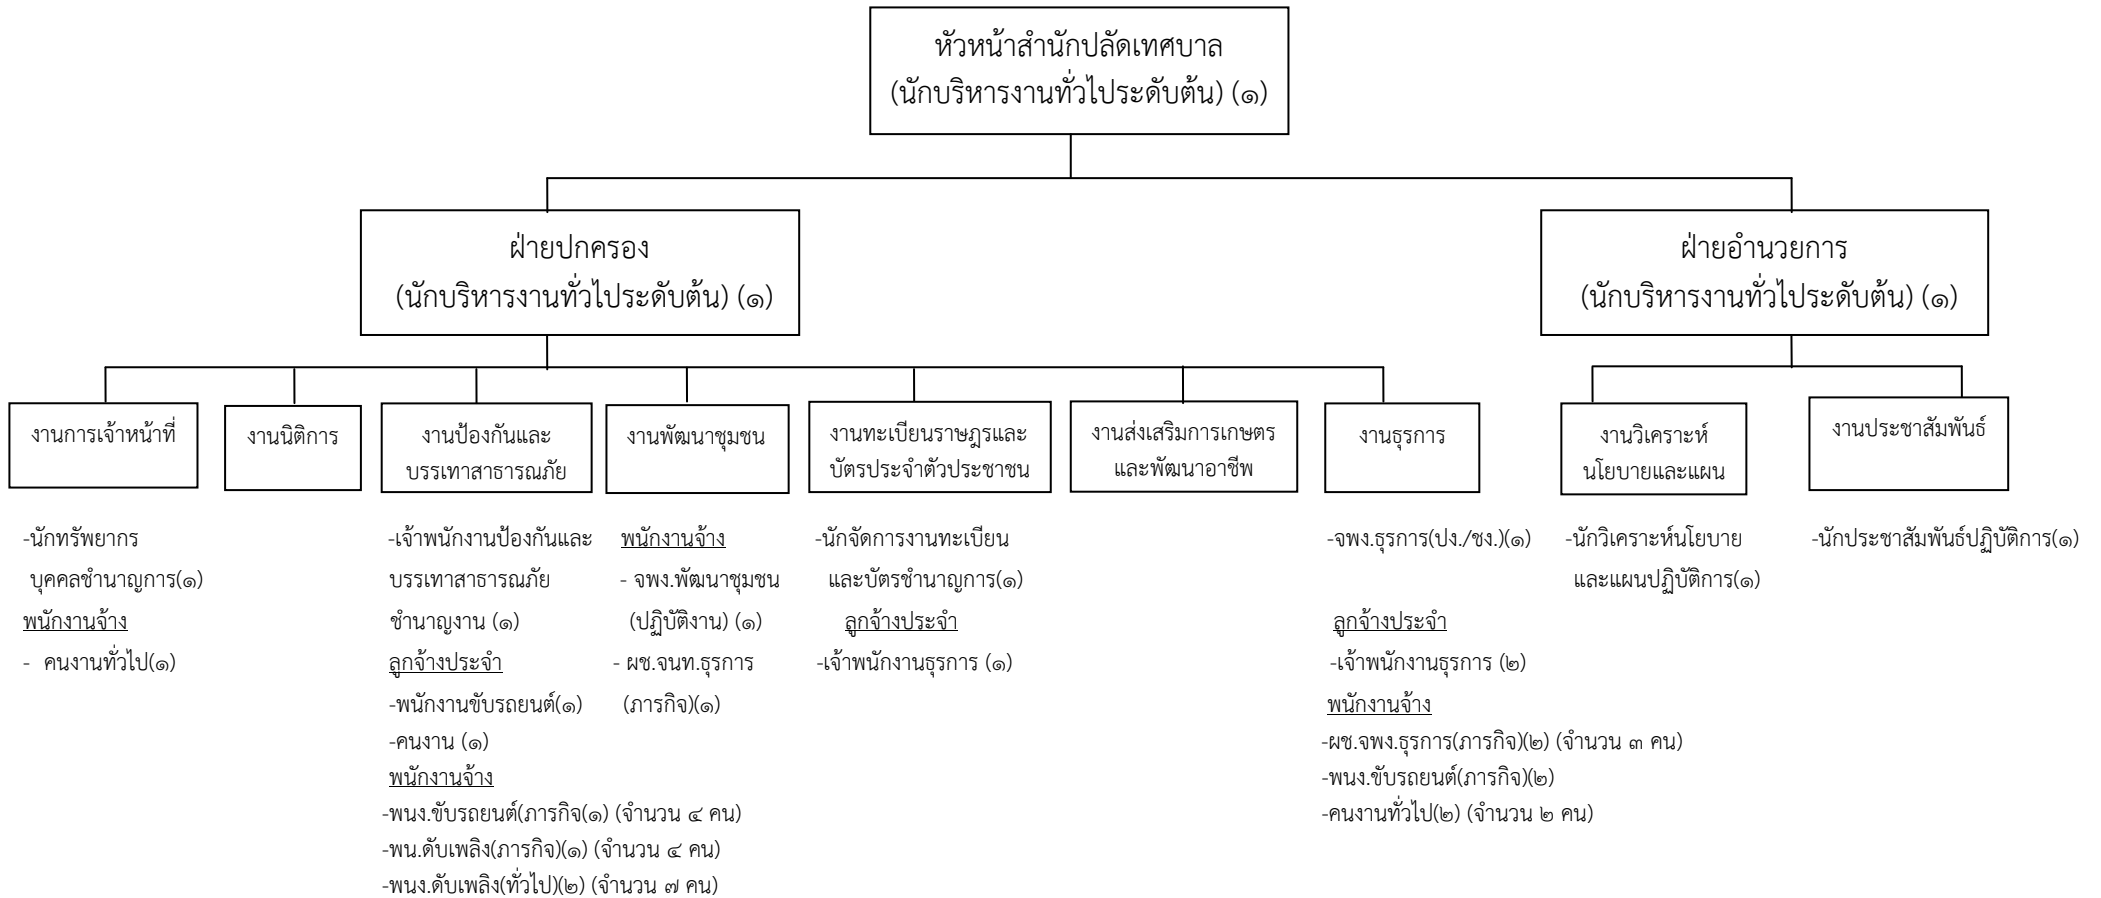 หัวหน้าสำนักปลัดเทศบาล
(นักบริหารงานทั่วไประดับต้น) (๑)
ฝ่ายปกครอง
(นักบริหารงานทั่วไประดับต้น) (๑)
ฝ่ายอำนวยการ
(นักบริหารงานทั่วไประดับต้น) (๑)
งานการเจ้าหน้าที่
งานนิติการ
งานป้องกันและ
บรรเทาสาธารณภัย
งานพัฒนาชุมชน
งานทะเบียนราษฎรและ
บัตรประจำตัวประชาชน
งานส่งเสริมการเกษตร
และพัฒนาอาชีพ
งานธุรการ
งานวิเคราะห์
นโยบายและแผน
งานประชาสัมพันธ์
-นักทรัพยากร
บุคคลชำนาญการ(๑)
พนักงานจ้าง
- คนงานทั่วไป(๑)
-เจ้าพนักงานป้องกันและ
บรรเทาสาธารณภัย
ชำนาญงาน (๑)
ลูกจ้างประจำ
-พนักงานขับรถยนต์(๑)
-คนงาน (๑)
พนักงานจ้าง
-พนง.ขับรถยนต์(ภารกิจ(๑) (จำนวน ๔ คน)
-พน.ดับเพลิง(ภารกิจ)(๑) (จำนวน ๔ คน)
-พนง.ดับเพลิง(ทั่วไป)(๒) (จำนวน ๗ คน)
พนักงานจ้าง
- จพง.พัฒนาชุมชน
(ปฏิบัติงาน) (๑)
- ผช.จนท.ธุรการ
(ภารกิจ)(๑)
-นักจัดการงานทะเบียน
และบัตรชำนาญการ(๑)
ลูกจ้างประจำ
-เจ้าพนักงานธุรการ (๑)
-จพง.ธุรการ(ปง./ชง.)(๑)
ลูกจ้างประจำ
-เจ้าพนักงานธุรการ (๒)
พนักงานจ้าง
-ผช.จพง.ธุรการ(ภารกิจ)(๒) (จำนวน ๓ คน)
-พนง.ขับรถยนต์(ภารกิจ)(๒)
-คนงานทั่วไป(๒) (จำนวน ๒ คน)
-นักวิเคราะห์นโยบาย
และแผนปฏิบัติการ(๑)
-นักประชาสัมพันธ์ปฏิบัติการ(๑)